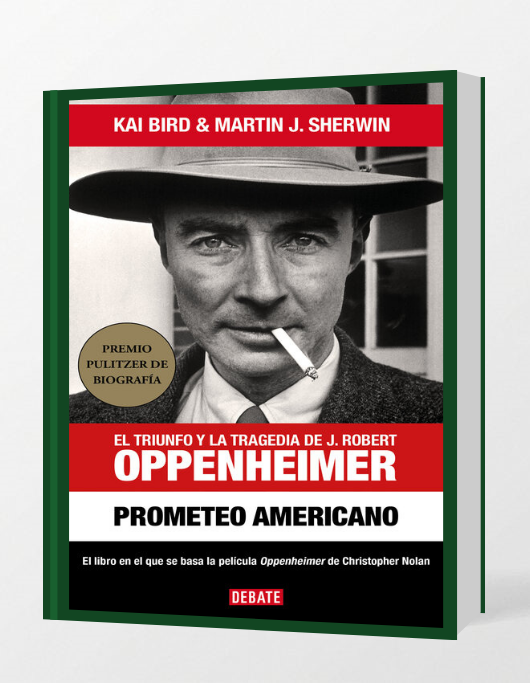 KAI BIRD & MARTIN J. SHERWIN
PREMIO
PULITZER DE
BIOGRAFÍA
EL TRIUNFO Y LA TRAGEDIA DE J. ROBERT
OPPENHEIMER
PROMETEO AMERICANO
El libro en el que se basa la película Oppenheimer de Christopher Nolan
DEBATE